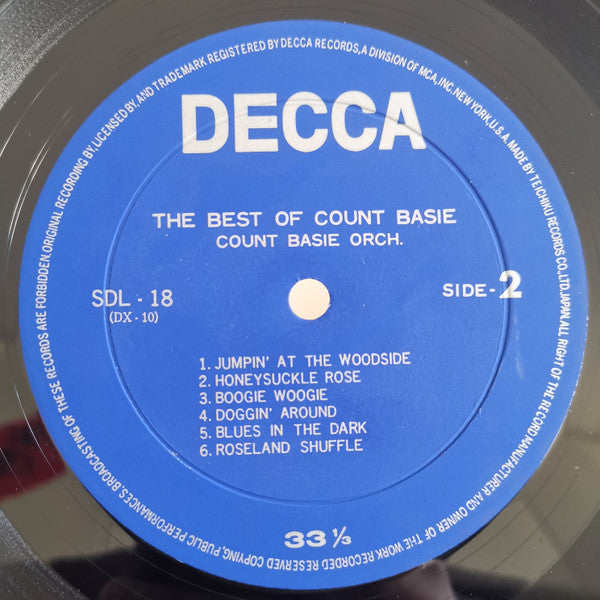 DECCA
THE BEST OF COUNT BASIE
COUNT BASIE ORCH.
SDL - 18
(DX - 10)
SIDE - 2
1. JUMPIN' AT THE WOODSIDE
2. HONEYSUCKLE ROSE
3. BOOGIE WOOGIE
4. DOGGIN' AROUND
5. BLUES IN THE DARK
6. ROSELAND SHUFFLE
33 1/3
ORIGINAL RECORDING BY, LICENSED BY, AND TRADEMARK REGISTERED BY DECCA RECORDS, A DIVISION OF MCA, INC. NEW YORK, U.S.A. MADE BY TEICHIKU RECORDS CO., LTD. JAPAN. ALL RIGHT OF THE RECORD MANUFACTURER AND OWNER OF THE WORK RECORDED RESERVED COPYING, PUBLIC PERFORMANCES, BROADCASTING OF THESE RECORDS ARE FORBIDDEN.